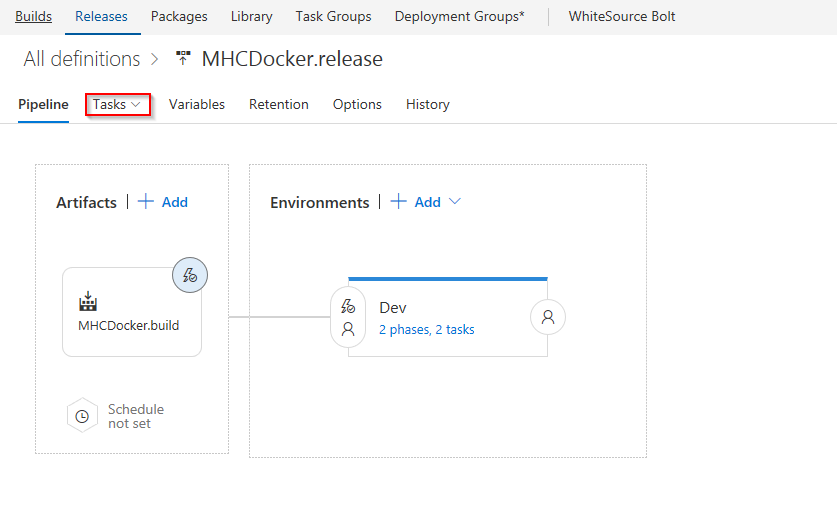 Builds Releases Packages Library Task Groups Deployment Groups* WhiteSource Bolt
All definitions > MHCDocker.release
Pipeline Tasks Variables Retention Options History
Artifacts | + Add
Environments | + Add
MHCDocker.build
Dev
2 phases, 2 tasks
Schedule
not set